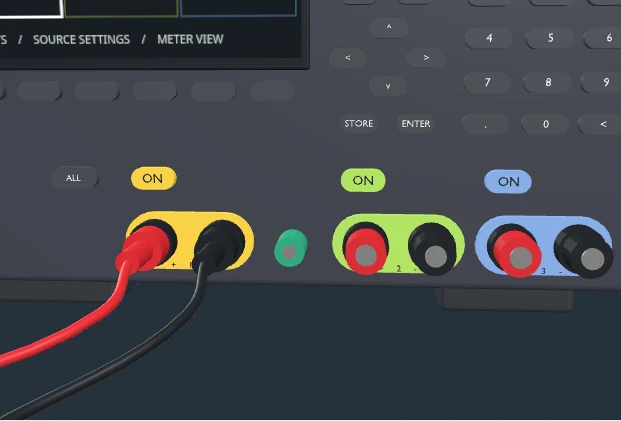 S / SOURCE SETTINGS / METER VIEW
^
< >
v
STORE ENTER
4 5 6
7 8 9
. 0 <
ALL ON ON ON
+
2 -
3 -